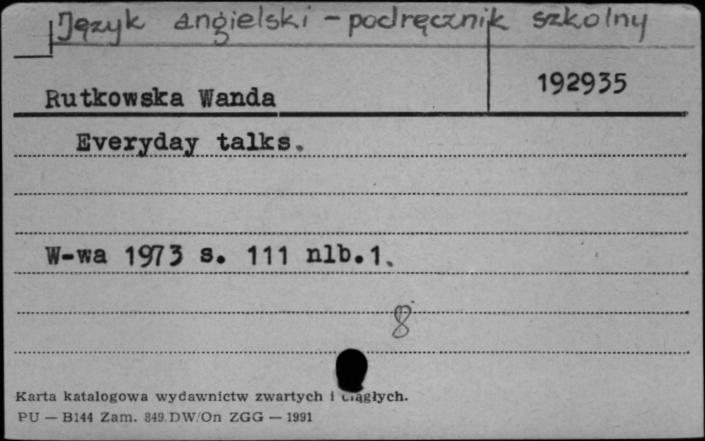 Język angielski - podręcznik szkolny
192935
Rutkowska Wanda
Everyday talks.
W-wa 1973 s. 111 nlb.1.
8
Karta katalogowa wydawnictw zwartych i ciągłych.
PU — B144 Zam. 849.DW/On ZGG — 1991